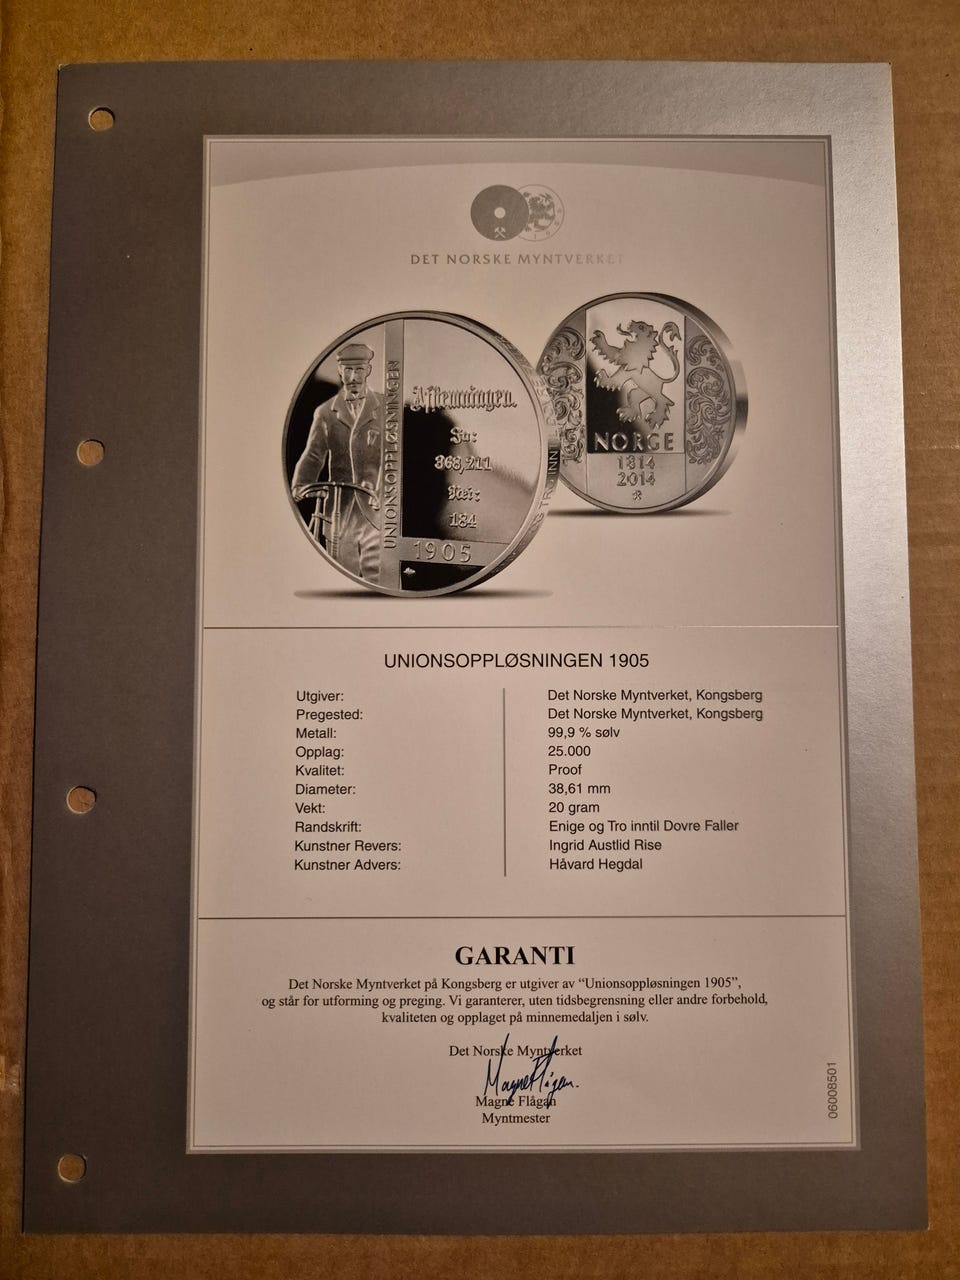 DET NORSKE MYNTVERKET
UNIONSOPPLØSNINGEN
Afstemningen.
Ja:
368,211
Nei:
184
1905
OG TRO INN
NORGE
1814
2014
UNIONSOPPLØSNINGEN 1905
Utgiver: Det Norske Myntverket, Kongsberg
Pregested: Det Norske Myntverket, Kongsberg
Metall: 99,9 % sølv
Opplag: 25.000
Kvalitet: Proof
Diameter: 38,61 mm
Vekt: 20 gram
Randskrift: Enige og Tro inntil Dovre Faller
Kunstner Revers: Ingrid Austlid Rise
Kunstner Advers: Håvard Hegdal
GARANTI
Det Norske Myntverket på Kongsberg er utgiver av “Unionsoppløsningen 1905”,
og står for utforming og preging. Vi garanterer, uten tidsbegrensning eller andre forbehold,
kvaliteten og opplaget på minnemedaljen i sølv.
Det Norske Myntverket
Magne Flågan.
Magne Flågan
Myntmester
06008501